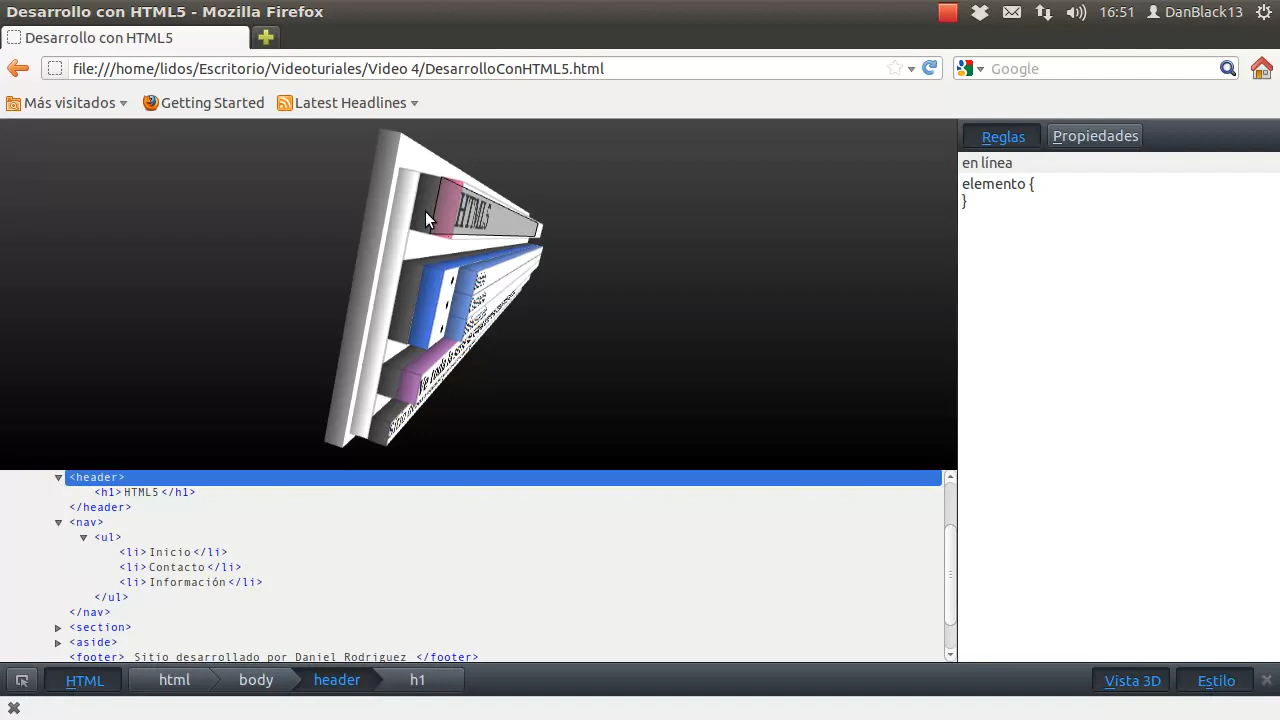 Desarrollo con HTML5 - Mozilla Firefox
16:51 DanBlack13
Desarrollo con HTML5
file:///home/lidos/Escritorio/Videoturiales/Video 4/DesarrolloConHTML5.html
Google
Más visitados Getting Started Latest Headlines
Reglas Propiedades
en línea
elemento {
}
HTML5
<header>
<h1>HTML5</h1>
</header>
<nav>
<ul>
<li>Inicio</li>
<li>Contacto</li>
<li>Información</li>
</ul>
</nav>
<section>
<aside>
<footer> Sitio desarrollado por Daniel Rodriguez </footer>
HTML html body header h1 Vista 3D Estilo